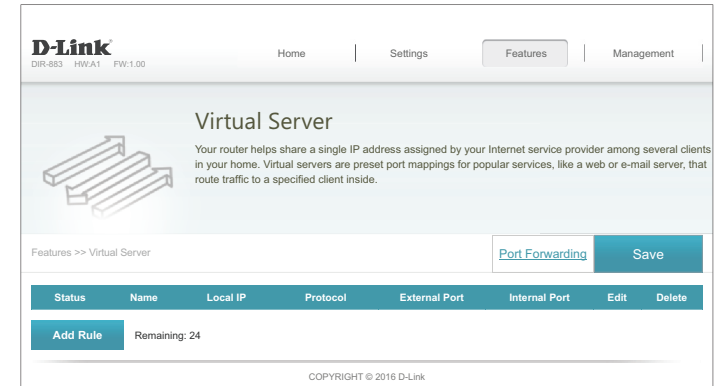 D-Link
DIR-883 HW:A1 FW:1.00
Home Settings Features Management
Virtual Server
Your router helps share a single IP address assigned by your Internet service provider among several clients
in your home. Virtual servers are preset port mappings for popular services, like a web or e-mail server, that
route traffic to a specified client inside.
Features >> Virtual Server
Port Forwarding Save
Status Name Local IP Protocol External Port Internal Port Edit Delete
Add Rule Remaining: 24
COPYRIGHT © 2016 D-Link